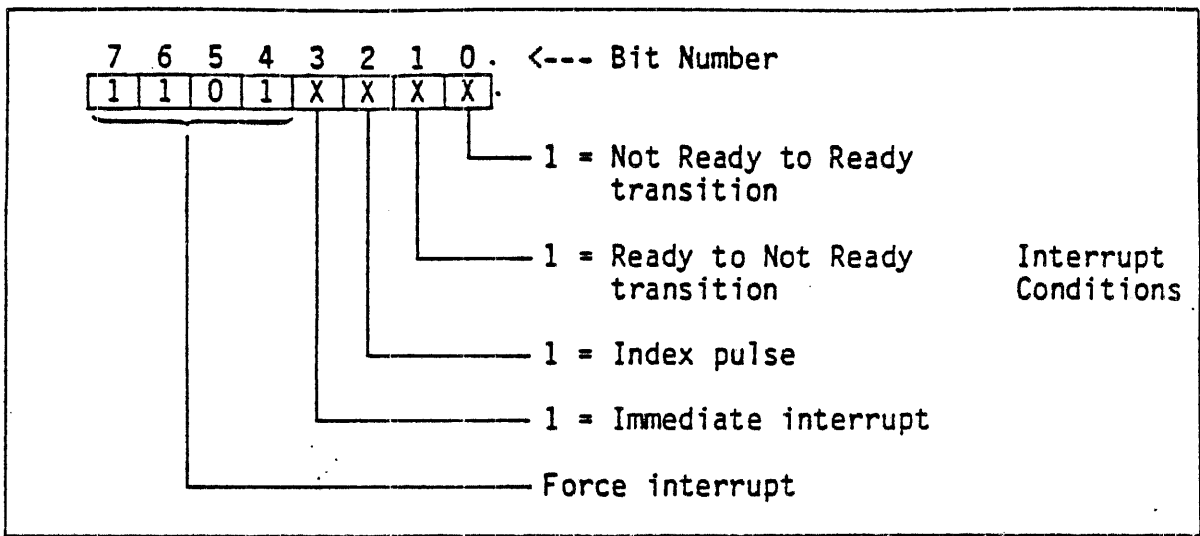 7 6 5 4 3 2 1 0. <--- Bit Number
1 1 0 1 X X X X
1 = Not Ready to Ready
transition
1 = Ready to Not Ready
transition
Interrupt
Conditions
1 = Index pulse
1 = Immediate interrupt
Force interrupt